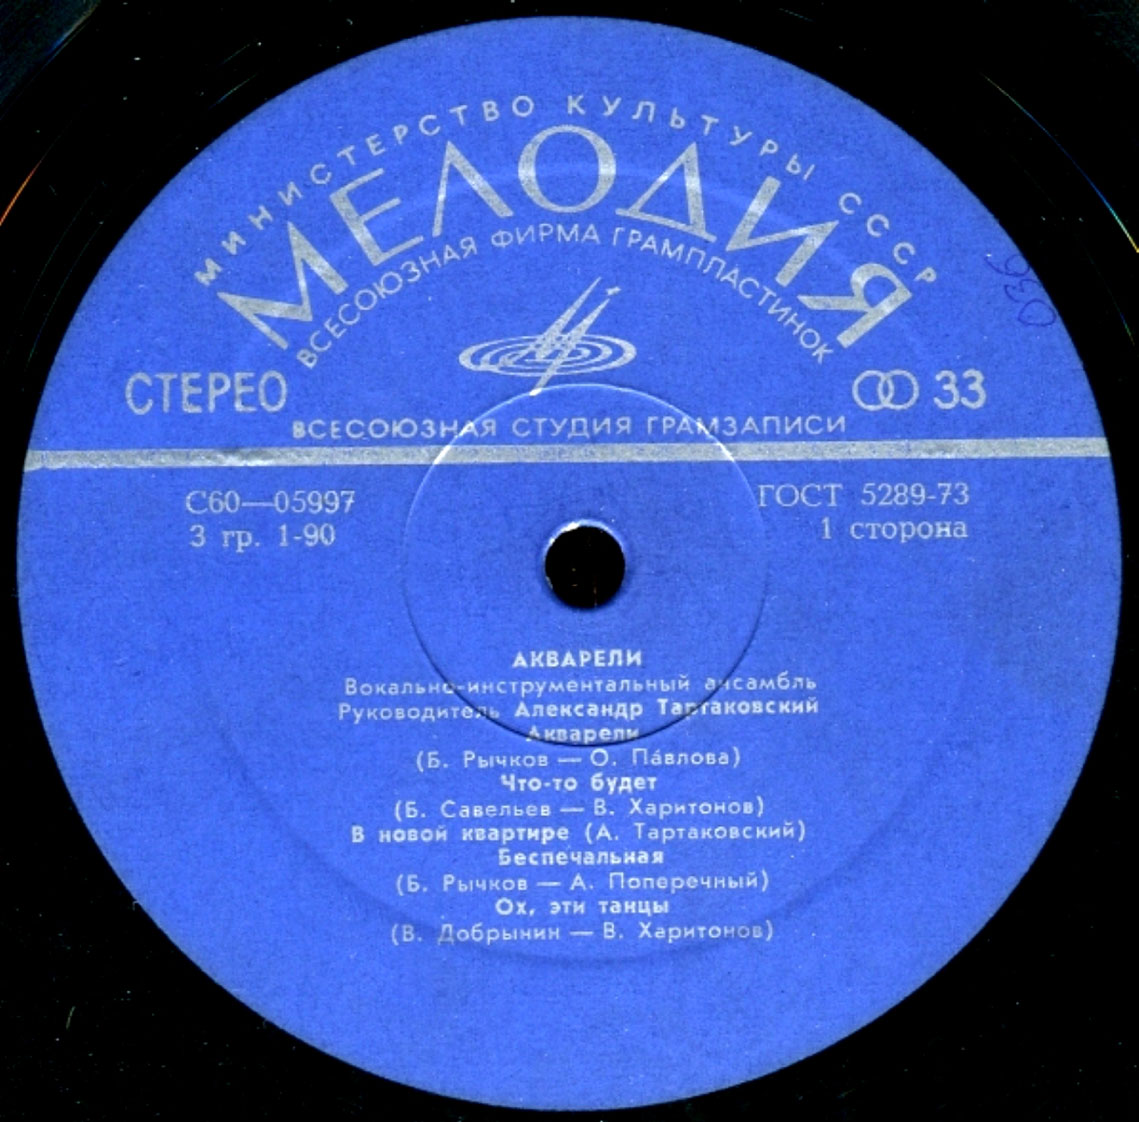 МИНИСТЕРСТВО КУЛЬТУРЫ СССР
МЕЛОДИЯ
ВСЕСОЮЗНАЯ ФИРМА ГРАМПЛАСТИНОК
СТЕРЕО
33
ВСЕСОЮЗНАЯ СТУДИЯ ГРАМЗАПИСИ
С60—05997
ГОСТ 5289-73
3 гр. 1-90
1 сторона
АКВАРЕЛИ
Вокально-инструментальный ансамбль
Руководитель Александр Тартаковский
Акварели
(Б. Рычков — О. Па́влова)
Что-то будет
(Б. Савельев — В. Харитонов)
В новой квартире (А. Тартаковский)
Беспечальная
(Б. Рычков — А. Поперечный)
Ох, эти танцы
(В. Добрынин — В. Харитонов)